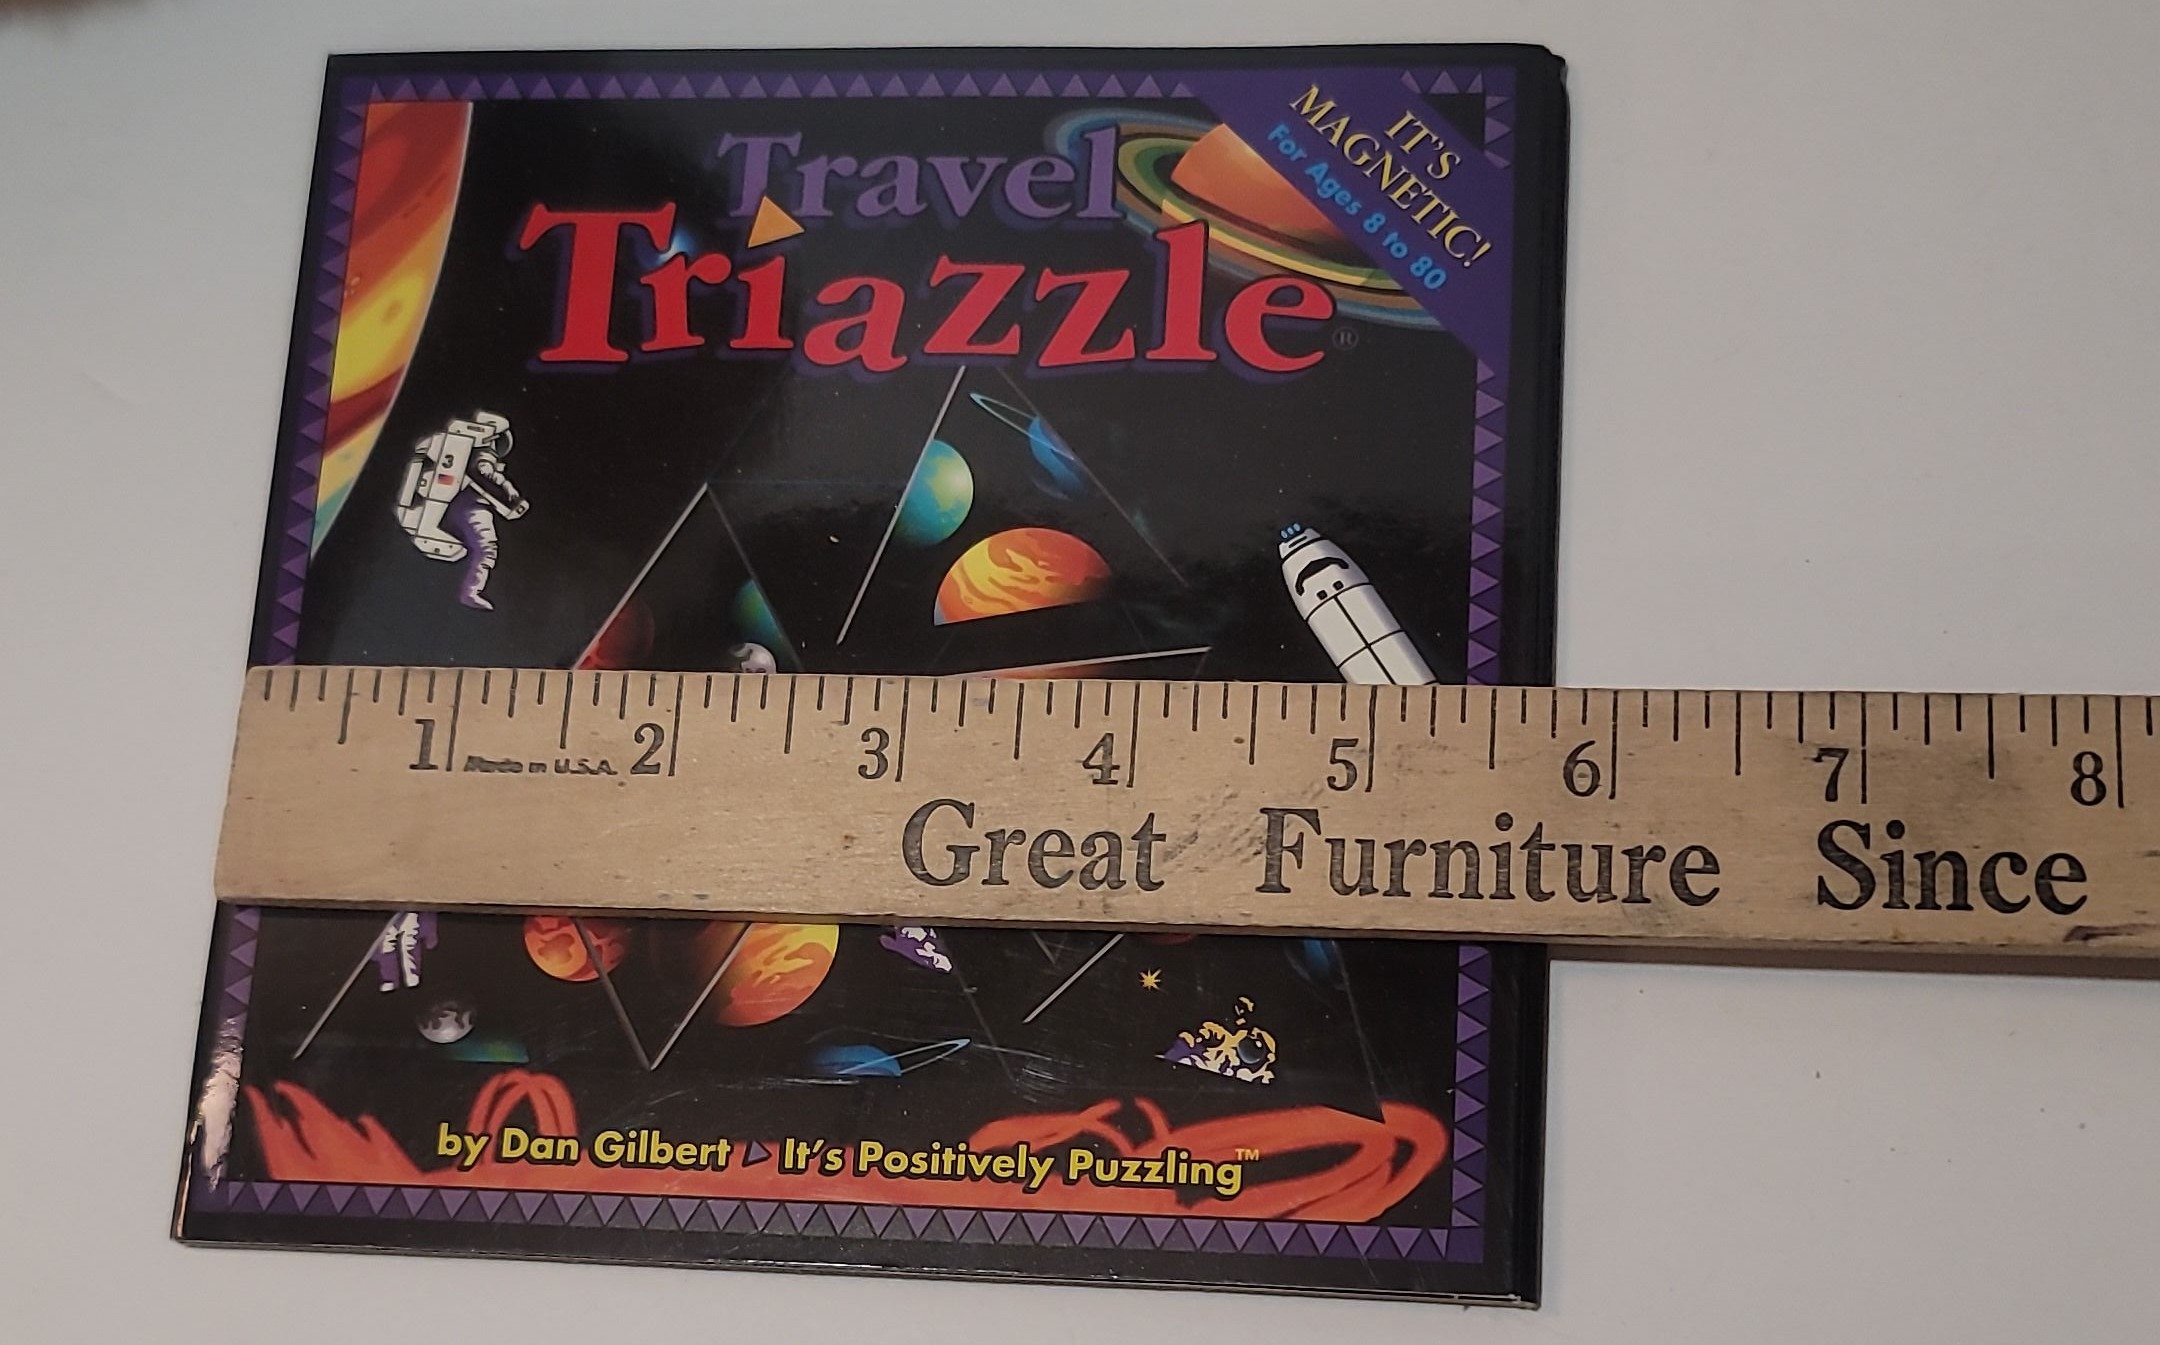 Travel
Triazzle®
IT'S
MAGNETIC!
For Ages 8 to 80
3
1 2 3 4 5 6 7 8
Made in U.S.A.
Great Furniture Since
by Dan Gilbert It's Positively Puzzling™